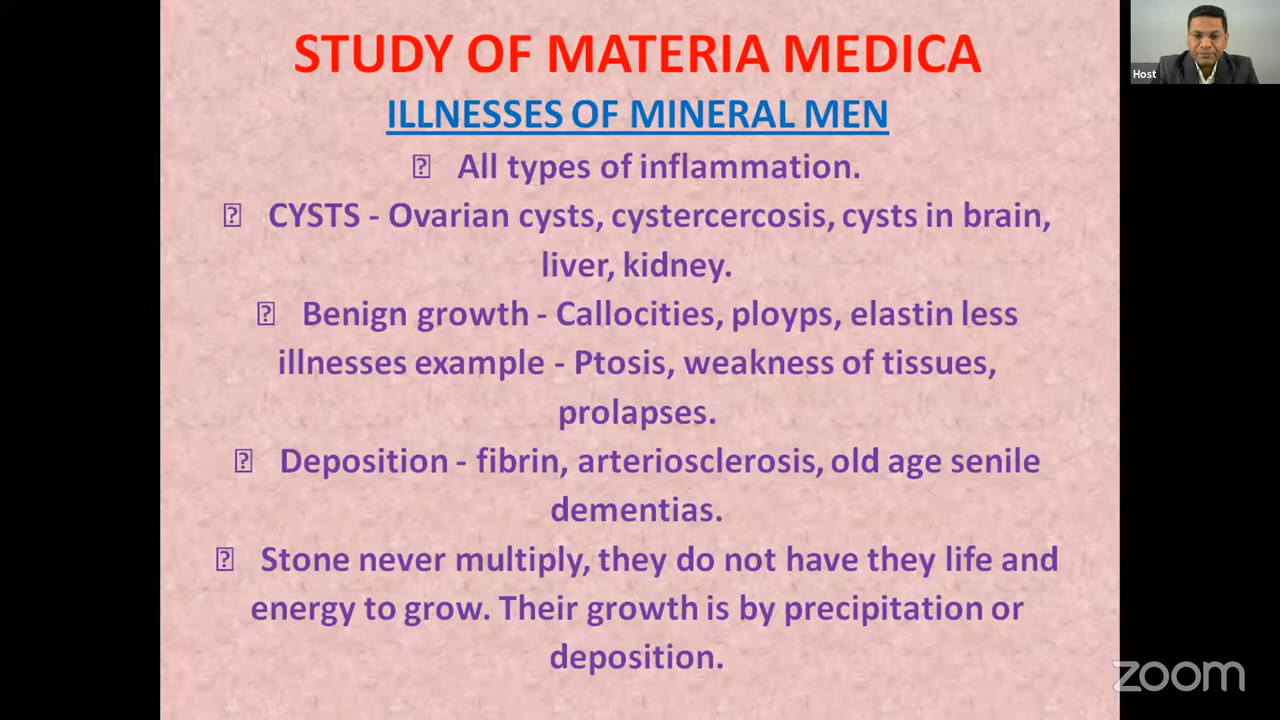 STUDY OF MATERIA MEDICA
Host
ILLNESSES OF MINERAL MEN
All types of inflammation.
CYSTS - Ovarian cysts, cystercercosis, cysts in brain,
liver, kidney.
Benign growth - Callocities, ployps, elastin less
illnesses example - Ptosis, weakness of tissues,
prolapses.
Deposition - fibrin, arteriosclerosis, old age senile
dementias.
Stone never multiply, they do not have they life and
energy to grow. Their growth is by precipitation or
deposition.
zoom